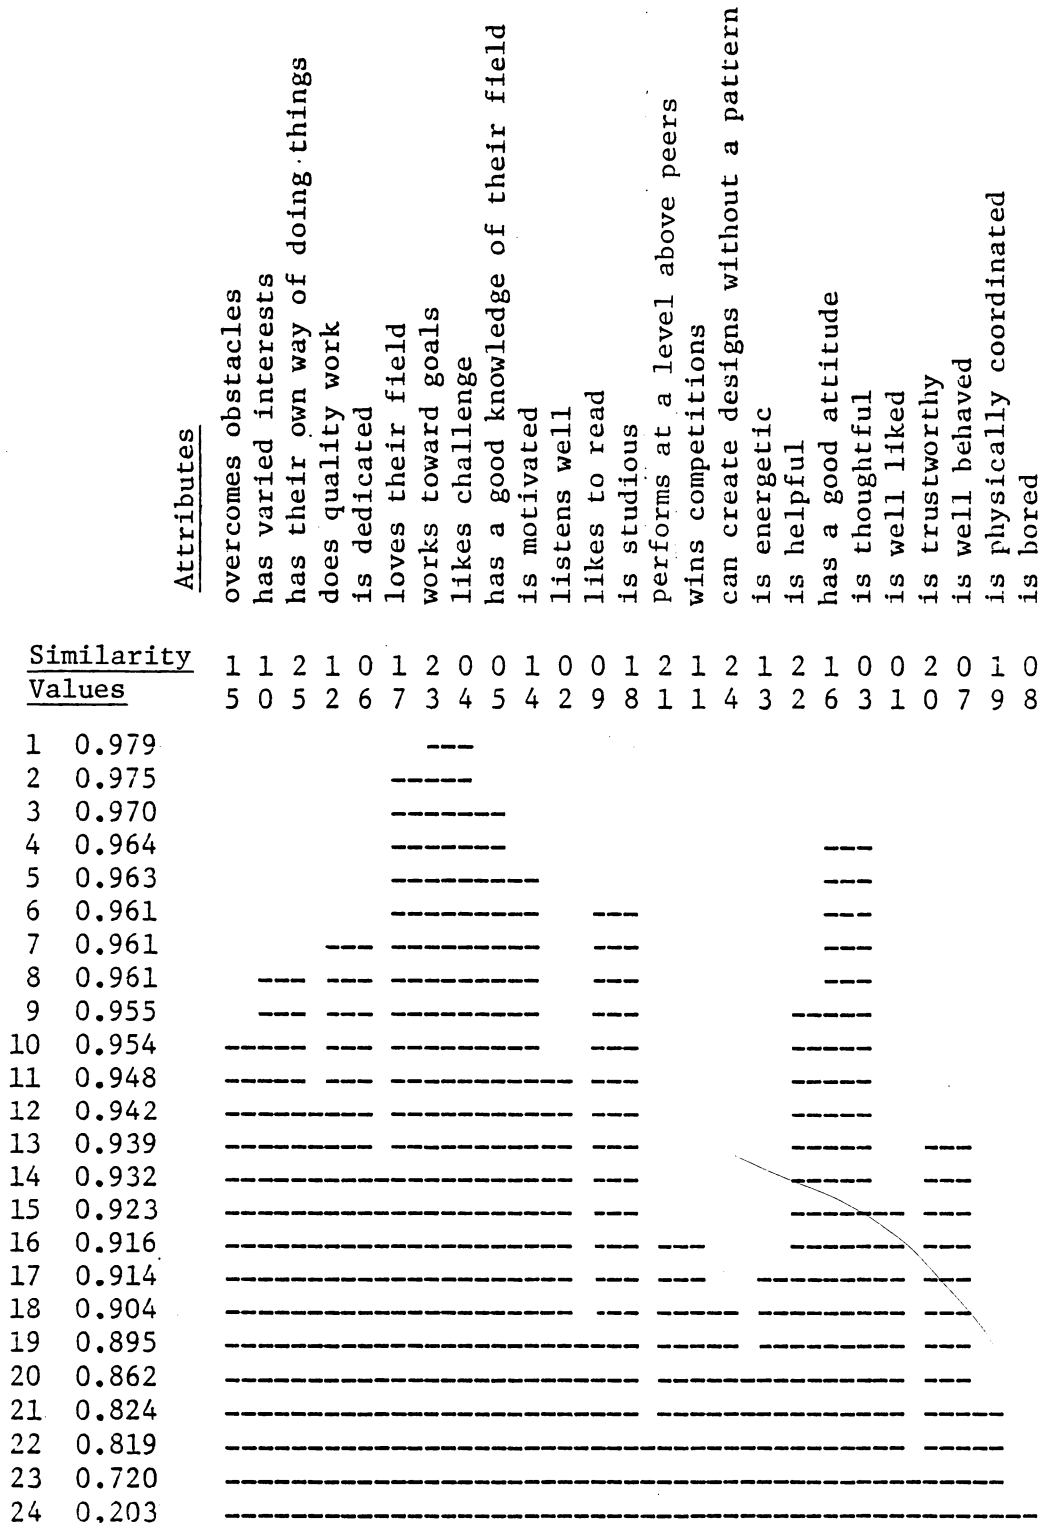 Attributes
overcomes obstacles
has varied interests
has their own way of doing things
does quality work
is dedicated
loves their field
works toward goals
likes challenge
has a good knowledge of their field
is motivated
listens well
likes to read
is studious
performs at a level above peers
wins competitions
can create designs without a pattern
is energetic
is helpful
has a good attitude
is thoughtful
is well liked
is trustworthy
is well behaved
is physically coordinated
is bored
Similarity 1 1 2 1 0 1 2 0 0 1 0 0 1 2 1 2 1 2 1 0 0 2 0 1 0
Values 5 0 5 2 6 7 3 4 5 4 2 9 8 1 1 4 3 2 6 3 1 0 7 9 8
1 0.979
2 0.975
3 0.970
4 0.964
5 0.963
6 0.961
7 0.961
8 0.961
9 0.955
10 0.954
11 0.948
12 0.942
13 0.939
14 0.932
15 0.923
16 0.916
17 0.914
18 0.904
19 0.895
20 0.862
21 0.824
22 0.819
23 0.720
24 0,203